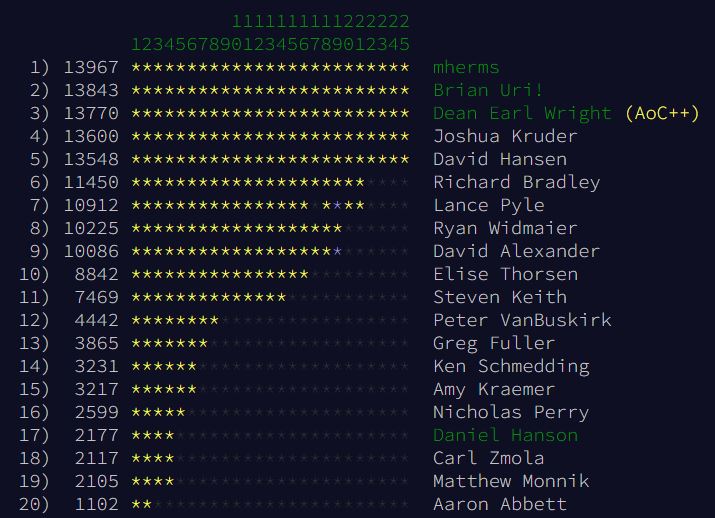 1111111111222222
1234567890123456789012345
1) 13967 ************************* mherms
2) 13843 ************************* Brian Uri!
3) 13770 ************************* Dean Earl Wright (AoC++)
4) 13600 ************************* Joshua Kruder
5) 13548 ************************* David Hansen
6) 11450 ************************* Richard Bradley
7) 10912 ************************* Lance Pyle
8) 10225 ************************* Ryan Widmaier
9) 10086 ************************* David Alexander
10) 8842 ************************* Elise Thorsen
11) 7469 ************************* Steven Keith
12) 4442 ************************* Peter VanBuskirk
13) 3865 ************************* Greg Fuller
14) 3231 ************************* Ken Schmedding
15) 3217 ************************* Amy Kraemer
16) 2599 ************************* Nicholas Perry
17) 2177 ************************* Daniel Hanson
18) 2117 ************************* Carl Zmola
19) 2105 ************************* Matthew Monnik
20) 1102 ************************* Aaron Abbett